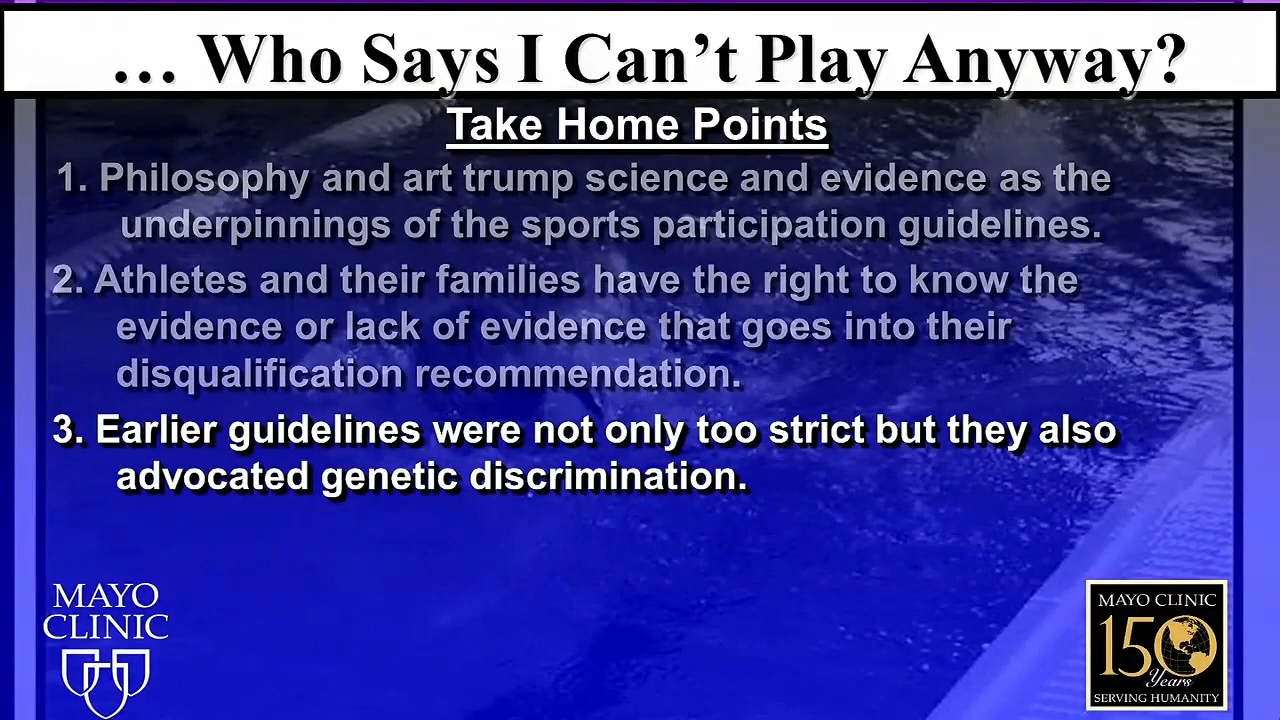 … Who Says I Can’t Play Anyway?
Take Home Points
1. Philosophy and art trump science and evidence as the
underpinnings of the sports participation guidelines.
2. Athletes and their families have the right to know the
evidence or lack of evidence that goes into their
disqualification recommendation.
3. Earlier guidelines were not only too strict but they also
advocated genetic discrimination.
MAYO
CLINIC
MAYO CLINIC
150
Years
SERVING HUMANITY